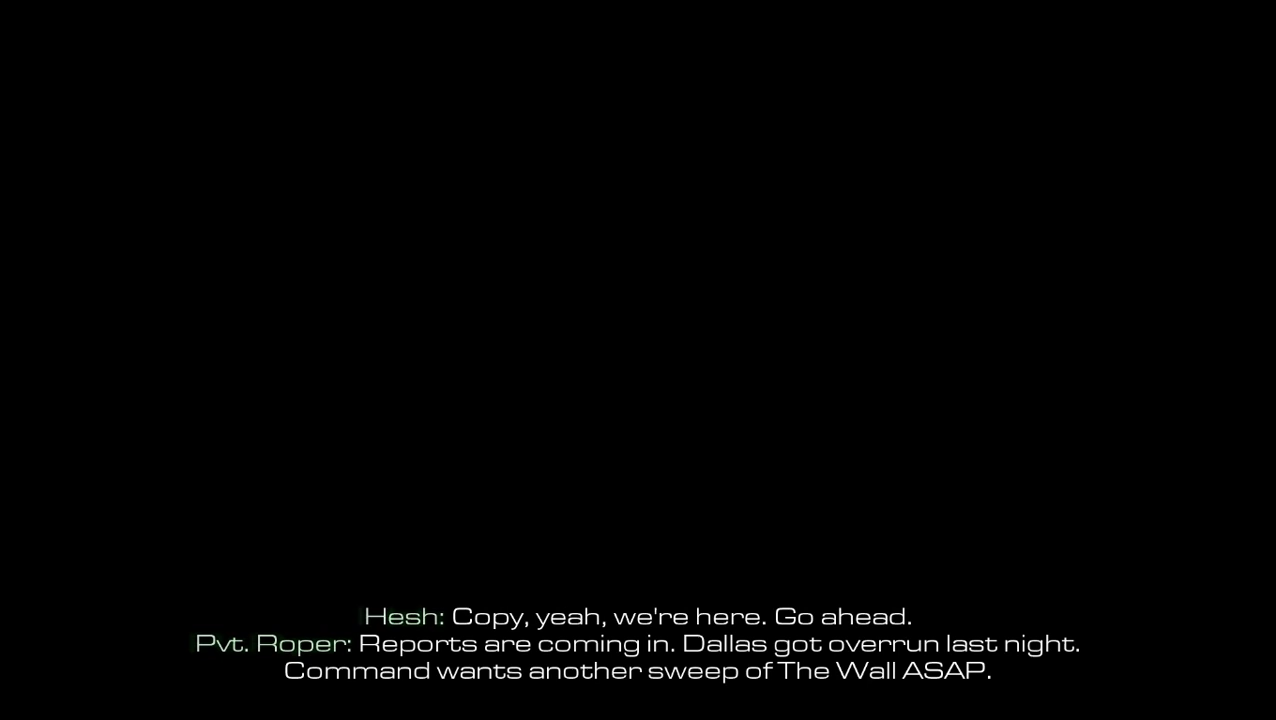 Hesh: Copy, yeah, we're here. Go ahead.
Pvt. Roper: Reports are coming in. Dallas got overrun last night.
Command wants another sweep of The Wall ASAP.